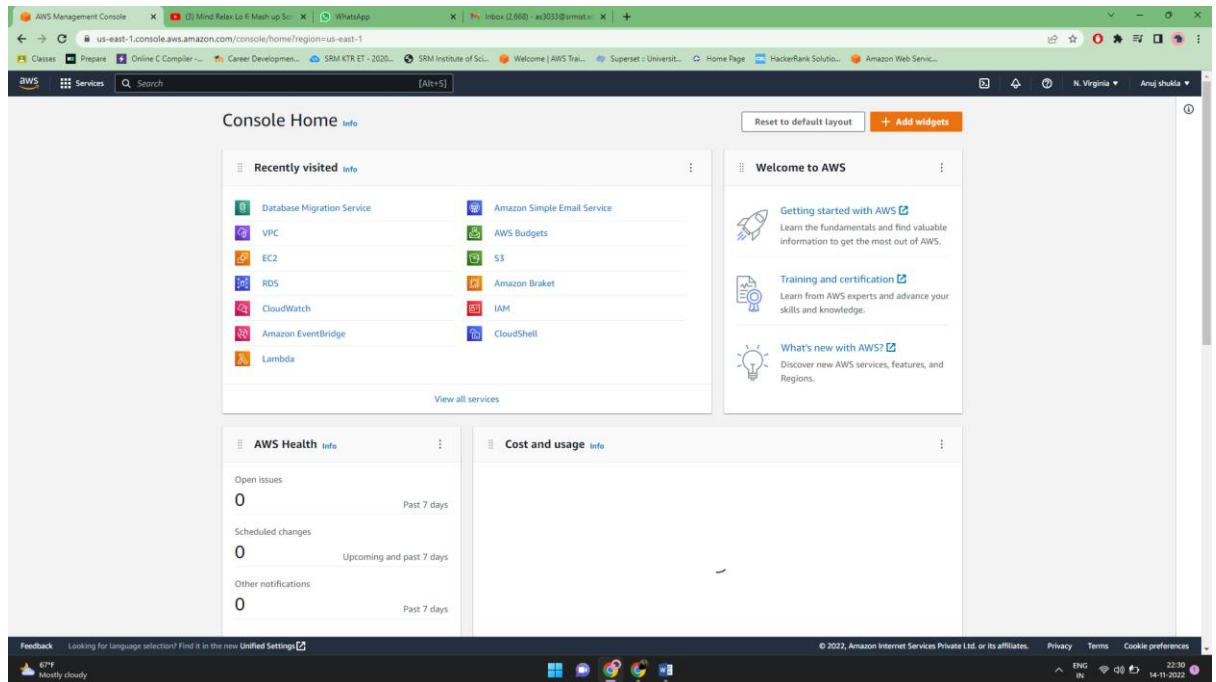 AWS Management Console
(3) Mind Relax Lo fi Mash up So
WhatsApp
Inbox (2,668) - as3033@srmist.e
us-east-1.console.aws.amazon.com/console/home?region=us-east-1
Classes
Prepare
Online C Compiler -...
Career Developmen...
SRM KTR ET - 2020...
SRM Institute of Sci...
Welcome | AWS Trai...
Superset :: Universit...
Home Page
HackerRank Solutio...
Amazon Web Servic...
aws
Services
Search
[Alt+S]
N. Virginia
Anuj shukla
Console Home Info
Reset to default layout
+ Add widgets
Recently visited Info
Database Migration Service
VPC
EC2
RDS
CloudWatch
Amazon EventBridge
Lambda
Amazon Simple Email Service
AWS Budgets
S3
Amazon Braket
IAM
CloudShell
View all services
Welcome to AWS
Getting started with AWS
Learn the fundamentals and find valuable
information to get the most out of AWS.
Training and certification
Learn from AWS experts and advance your
skills and knowledge.
What's new with AWS?
Discover new AWS services, features, and
Regions.
AWS Health Info
Open issues
0
Past 7 days
Scheduled changes
0
Upcoming and past 7 days
Other notifications
0
Past 7 days
Cost and usage Info
Feedback
Looking for language selection? Find it in the new Unified Settings
© 2022, Amazon Internet Services Private Ltd. or its affiliates.
Privacy
Terms
Cookie preferences
67°F
Mostly cloudy
ENG
IN
22:30
14-11-2022